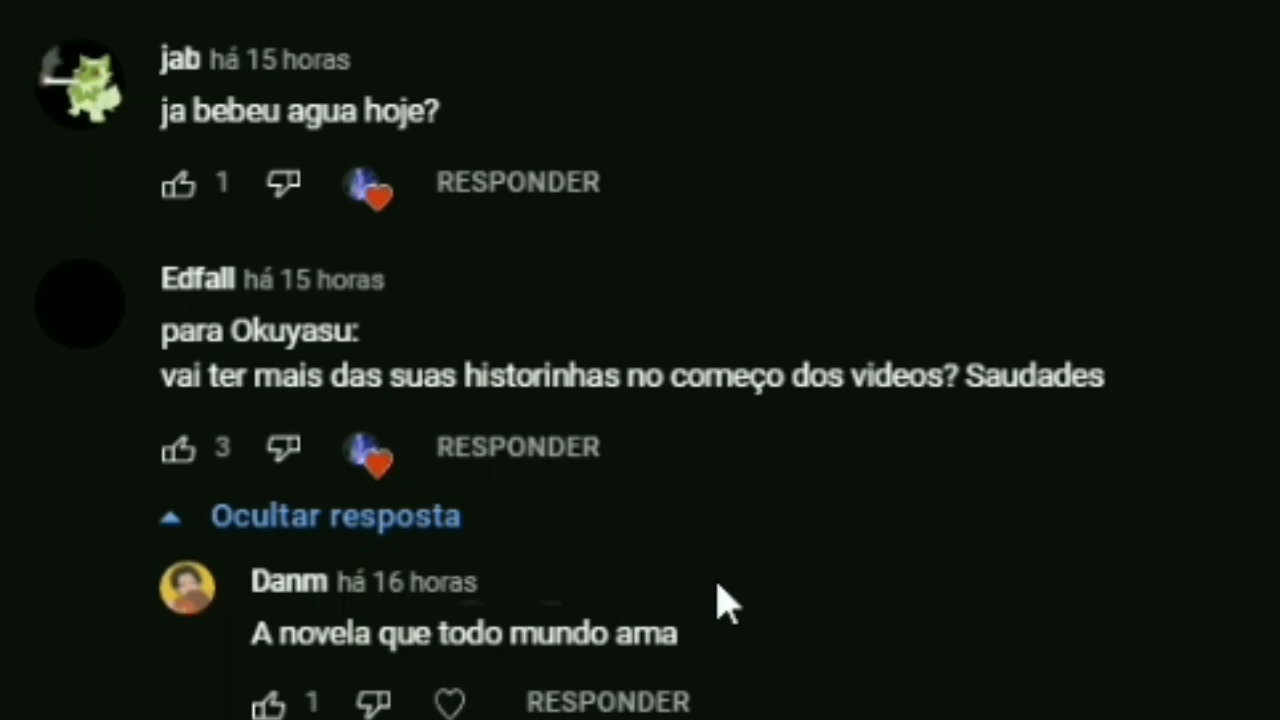 jab há 15 horas
ja bebeu agua hoje?
1 RESPONDER
Edfall há 15 horas
para Okuyasu:
vai ter mais das suas historinhas no começo dos videos? Saudades
3 RESPONDER
Ocultar resposta
Danm há 16 horas
A novela que todo mundo ama
1 RESPONDER